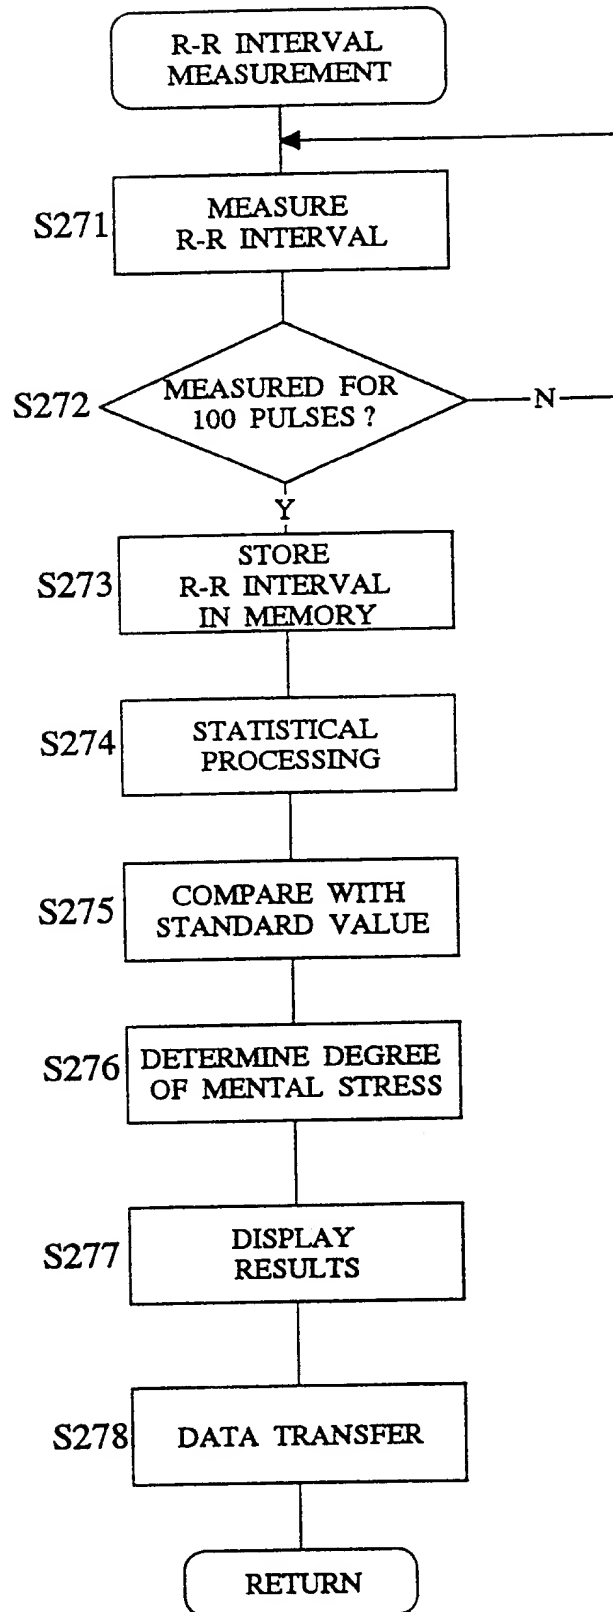 R-R INTERVAL
MEASUREMENT
S271
MEASURE
R-R INTERVAL
S272
MEASURED FOR
100 PULSES ?
N
Y
S273
STORE
R-R INTERVAL
IN MEMORY
S274
STATISTICAL
PROCESSING
S275
COMPARE WITH
STANDARD VALUE
S276
DETERMINE DEGREE
OF MENTAL STRESS
S277
DISPLAY
RESULTS
S278
DATA TRANSFER
RETURN